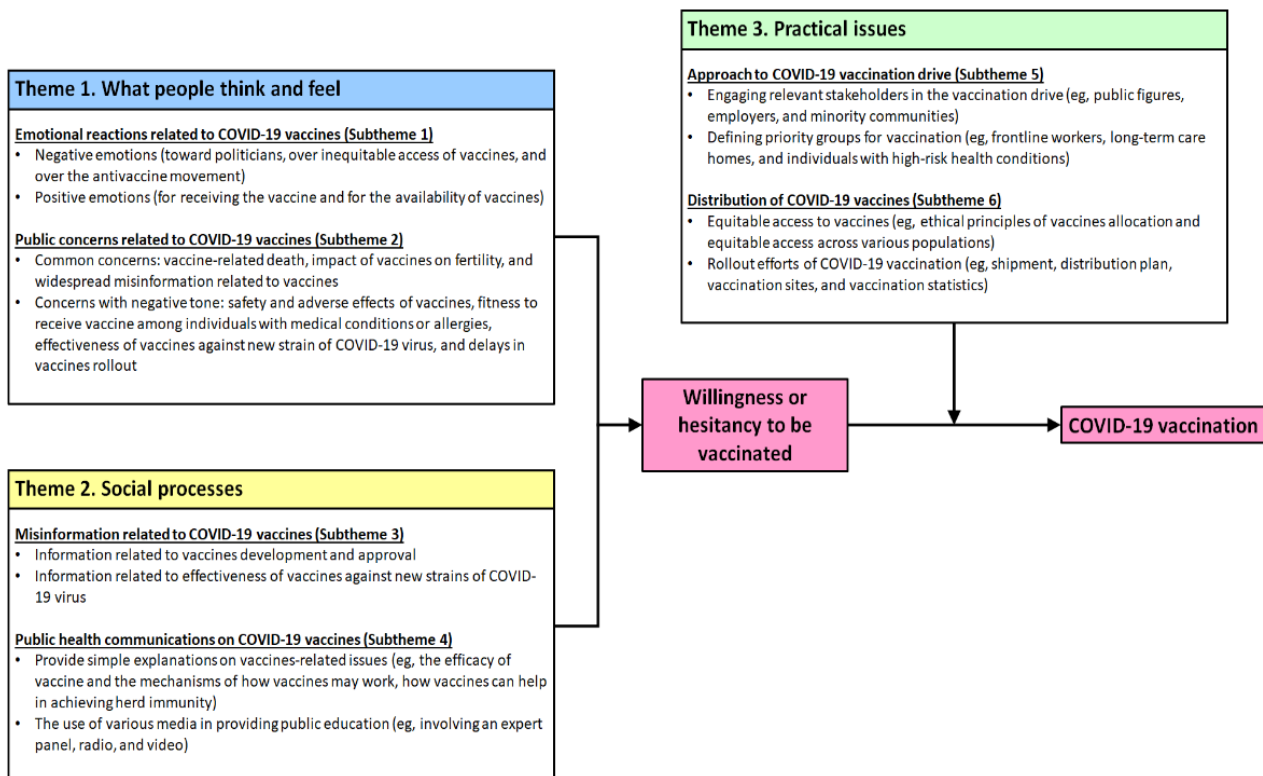 Theme 1. What people think and feel
Emotional reactions related to COVID-19 vaccines (Subtheme 1)
• Negative emotions (toward politicians, over inequitable access of vaccines, and
over the antivaccine movement)
• Positive emotions (for receiving the vaccine and for the availability of vaccines)
Public concerns related to COVID-19 vaccines (Subtheme 2)
• Common concerns: vaccine-related death, impact of vaccines on fertility, and
widespread misinformation related to vaccines
• Concerns with negative tone: safety and adverse effects of vaccines, fitness to
receive vaccine among individuals with medical conditions or allergies,
effectiveness of vaccines against new strain of COVID-19 virus, and delays in
vaccines rollout
Theme 2. Social processes
Misinformation related to COVID-19 vaccines (Subtheme 3)
• Information related to vaccines development and approval
• Information related to effectiveness of vaccines against new strains of COVID-
19 virus
Public health communications on COVID-19 vaccines (Subtheme 4)
• Provide simple explanations on vaccines-related issues (eg, the efficacy of
vaccine and the mechanisms of how vaccines may work, how vaccines can help
in achieving herd immunity)
• The use of various media in providing public education (eg, involving an expert
panel, radio, and video)
Theme 3. Practical issues
Approach to COVID-19 vaccination drive (Subtheme 5)
• Engaging relevant stakeholders in the vaccination drive (eg, public figures,
employers, and minority communities)
• Defining priority groups for vaccination (eg, frontline workers, long-term care
homes, and individuals with high-risk health conditions)
Distribution of COVID-19 vaccines (Subtheme 6)
• Equitable access to vaccines (eg, ethical principles of vaccines allocation and
equitable access across various populations)
• Rollout efforts of COVID-19 vaccination (eg, shipment, distribution plan,
vaccination sites, and vaccination statistics)
Willingness or
hesitancy to be
vaccinated
COVID-19 vaccination